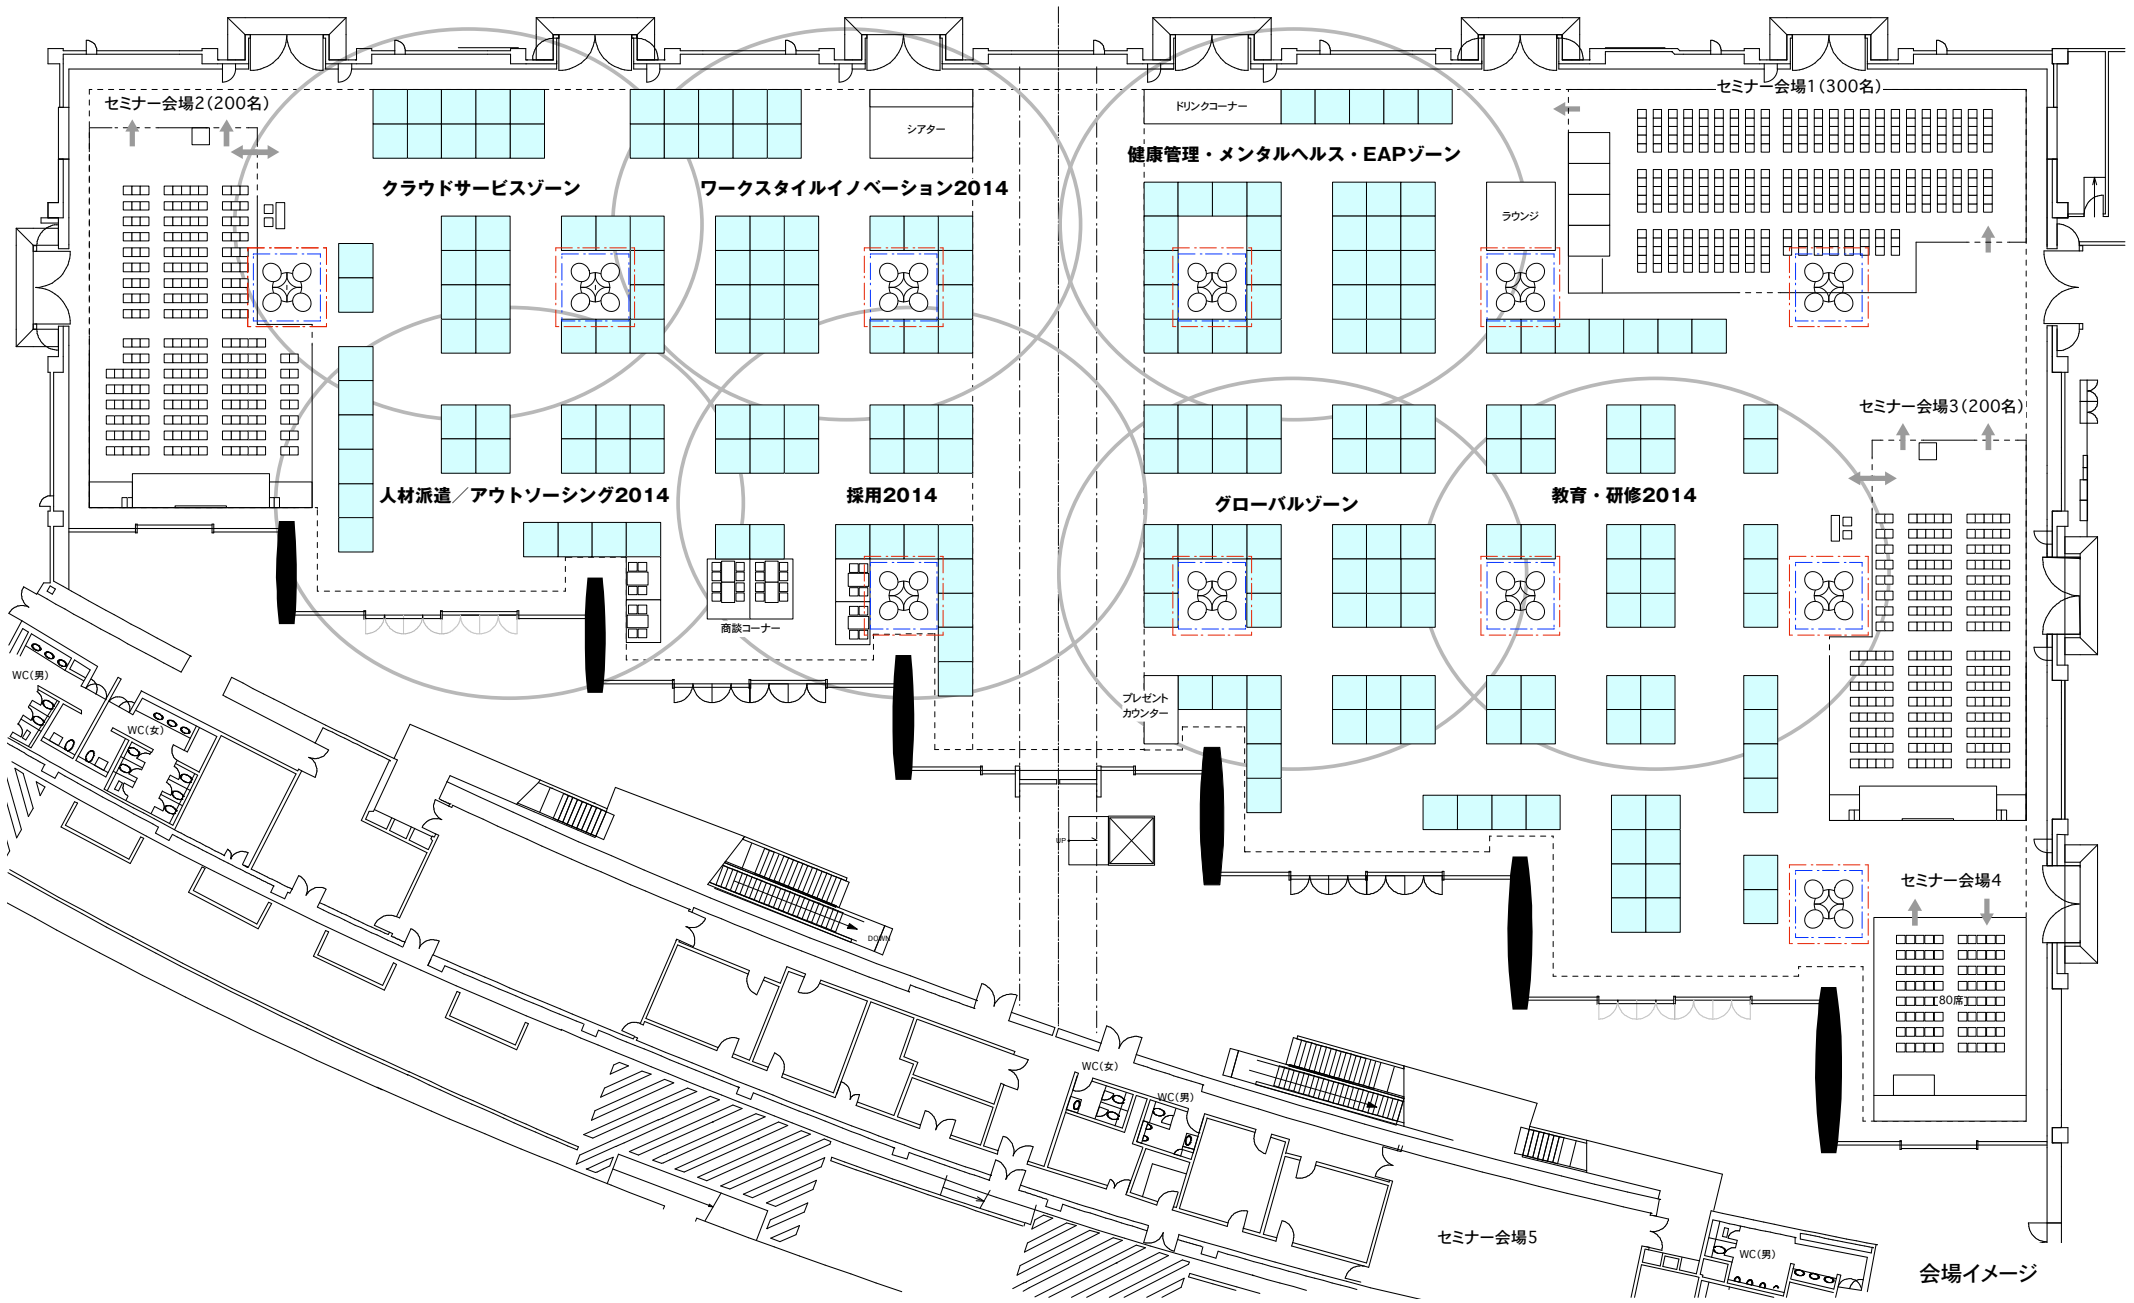 セミナー会場2(200名)
セミナー会場1(300名)
ドリンクコーナー
シアター
健康管理・メンタルヘルス・EAPゾーン
クラウドサービスゾーン
ワークスタイルイノベーション2014
ラウンジ
セミナー会場3(200名)
人材派遣／アウトソーシング2014
採用2014
グローバルゾーン
教育・研修2014
商談コーナー
WC(男)
WC(女)
プレゼント
カウンター
UP
セミナー会場4
DOWN
80席
WC(女)
WC(男)
セミナー会場5
WC(男)
会場イメージ